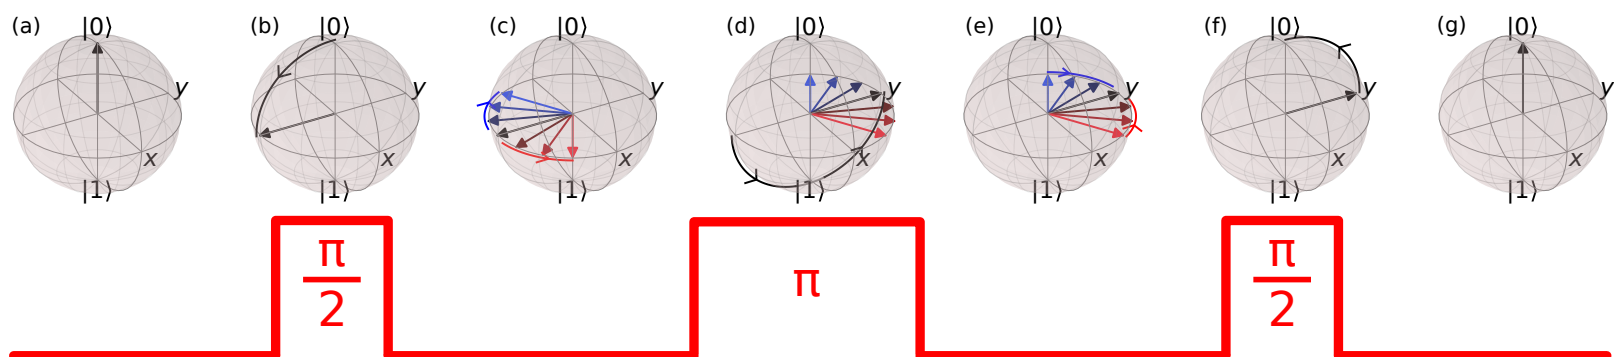 (a) |0⟩ (b) |0⟩ (c) |0⟩ (d) |0⟩ (e) |0⟩ (f) |0⟩ (g) |0⟩
y y y y y y y
x x x x x x x
|1⟩ |1⟩ |1⟩ |1⟩ |1⟩ |1⟩ |1⟩
π/2 π π/2